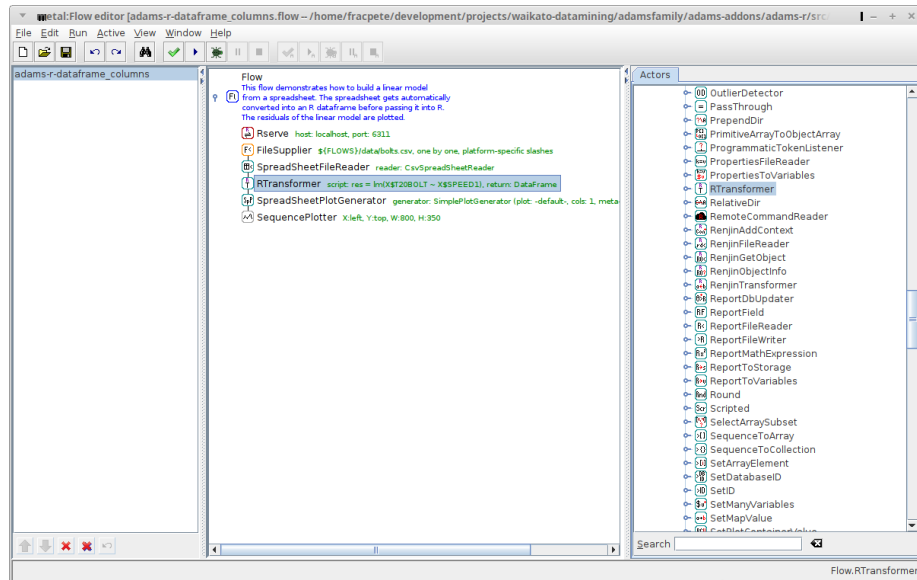 metal:Flow editor [adams-r-dataframe_columns.flow -- /home/fracpete/development/projects/waikato-datamining/adamsfamily/adams-addons/adams-r/src/
File Edit Run Active View Window Help
adams-r-dataframe_columns
Flow
This flow demonstrates how to build a linear model
from a spreadsheet. The spreadsheet gets automatically
converted into an R dataframe before passing it into R.
The residuals of the linear model are plotted.
Rserve host: localhost, port: 6311
FileSupplier ${FLOWS}/data/bolts.csv, one by one, platform-specific slashes
SpreadSheetFileReader reader: CsvSpreadSheetReader
RTransformer script: res = lm(X$T20BOLT ~ X$SPEED1), return: DataFrame
SpreadSheetPlotGenerator generator: SimplePlotGenerator (plot: -default-, cols: 1, meta-
SequencePlotter X:left, Y:top, W:800, H:350
Actors
OutlierDetector
PassThrough
PrependDir
PrimitiveArrayToObjectArray
ProgrammaticTokenListener
PropertiesFileReader
PropertiesToVariables
RTransformer
RelativeDir
RemoteCommandReader
RenjinAddContext
RenjinFileReader
RenjinGetObject
RenjinObjectInfo
RenjinTransformer
ReportDbUpdater
ReportField
ReportFileReader
ReportFileWriter
ReportMathExpression
ReportToStorage
ReportToVariables
Round
Scripted
SelectArraySubset
SequenceToArray
SequenceToCollection
SetArrayElement
SetDatabaseID
SetID
SetManyVariables
SetMapValue
SetPlotContainerValue
Search
Flow.RTransformer